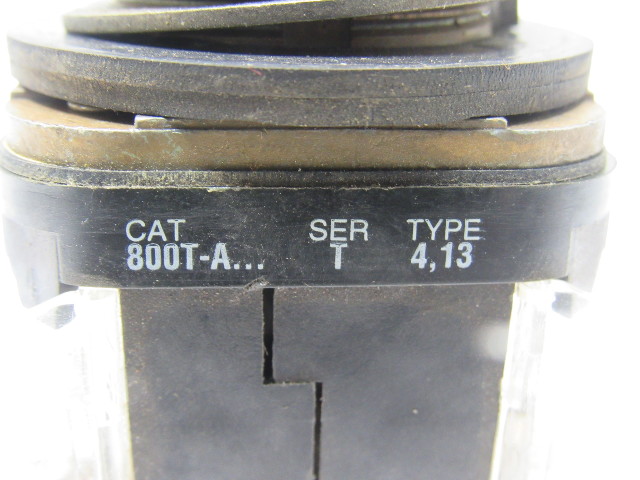 CAT SER TYPE
800T-A... T 4,13